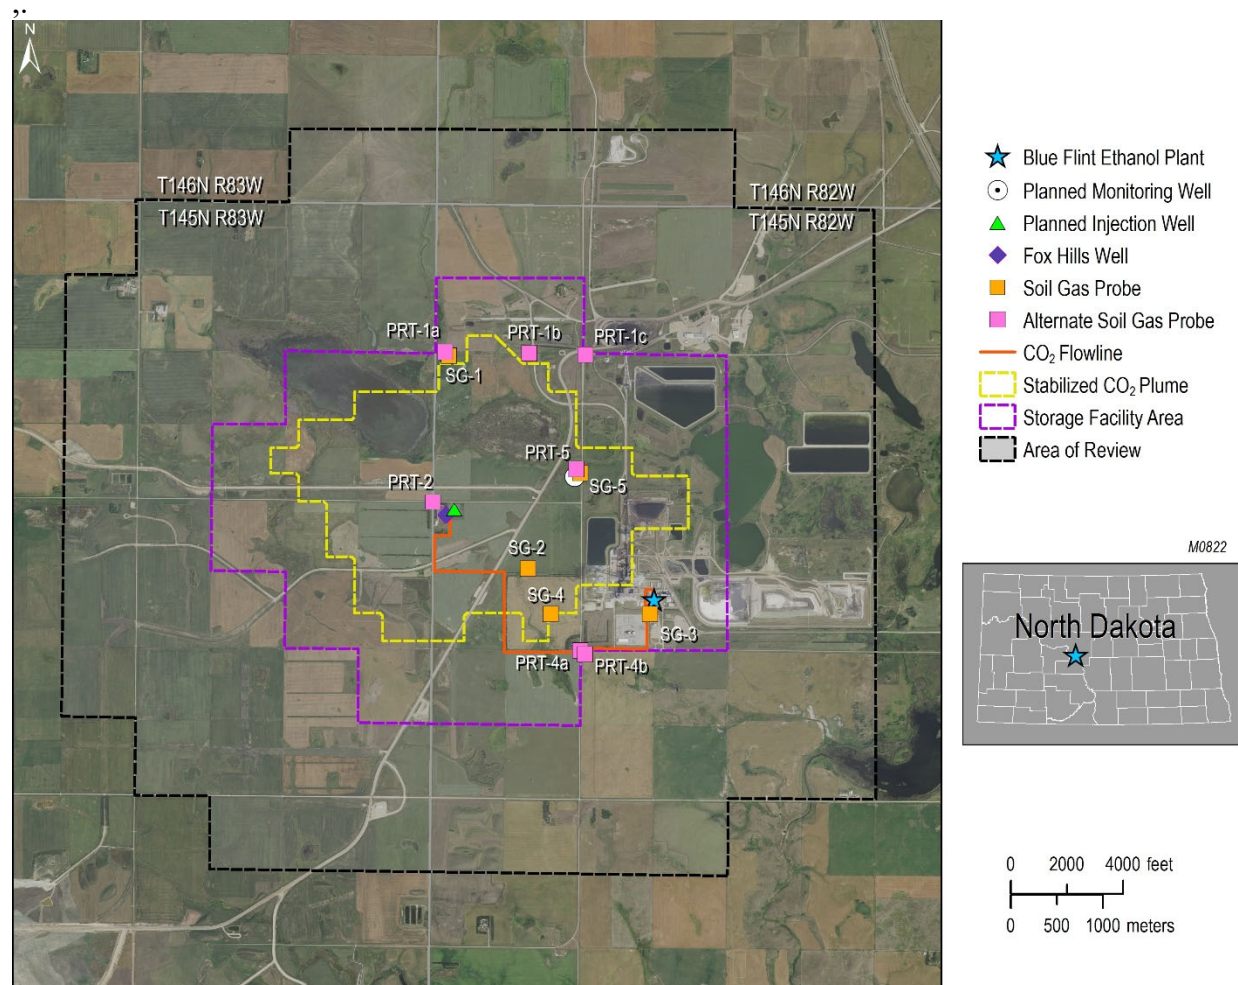 ,.
N
T146N R83W
T145N R83W
T146N R82W
T145N R82W
PRT-1a
PRT-1b
PRT-1c
SG-1
PRT-5
SG-5
PRT-2
SG-2
SG-4
SG-3
PRT-4a
PRT-4b
Blue Flint Ethanol Plant
Planned Monitoring Well
Planned Injection Well
Fox Hills Well
Soil Gas Probe
Alternate Soil Gas Probe
CO₂ Flowline
Stabilized CO₂ Plume
Storage Facility Area
Area of Review
M0822
North Dakota
0 2000 4000 feet
0 500 1000 meters